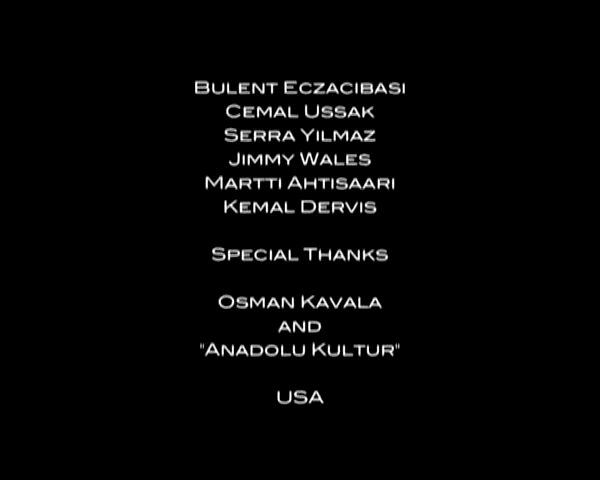 Bulent Eczacibasi
Cemal Ussak
Serra Yilmaz
Jimmy Wales
Martti Ahtisaari
Kemal Dervis
Special Thanks
Osman Kavala
and
"Anadolu Kultur"
USA